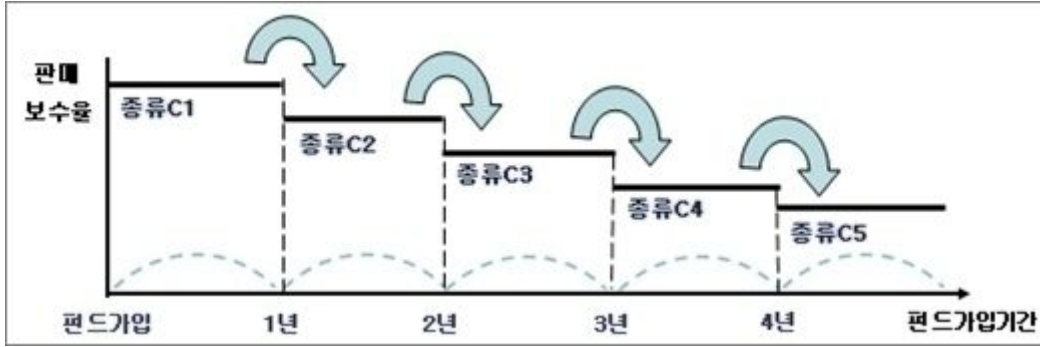 판매
보수율
종류C1
종류C2
종류C3
종류C4
종류C5
펀드가입
1년
2년
3년
4년
펀드가입기간